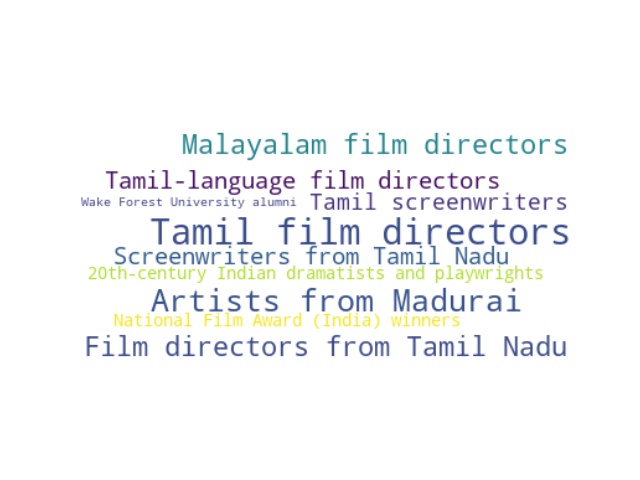 Malayalam film directors
Tamil-language film directors
Wake Forest University alumni Tamil screenwriters
Tamil film directors
Screenwriters from Tamil Nadu
20th-century Indian dramatists and playwrights
Artists from Madurai
National Film Award (India) winners
Film directors from Tamil Nadu